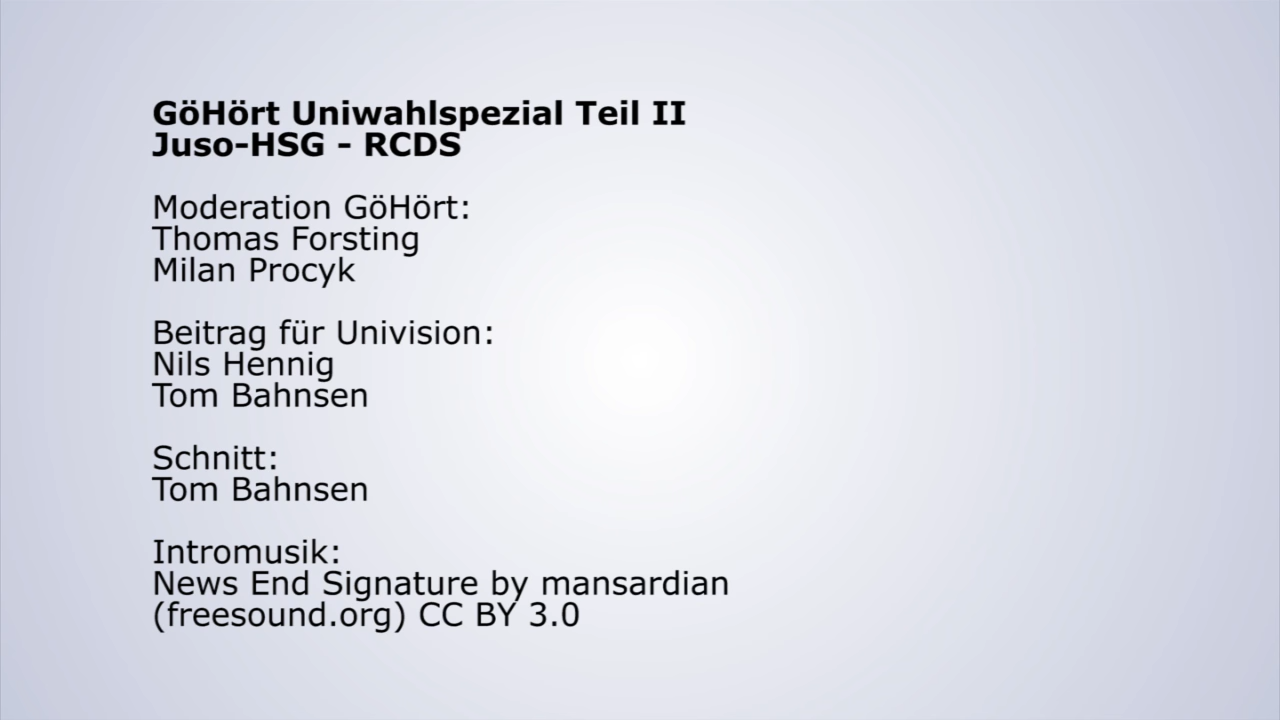 GöHört Uniwahlspezial Teil II
Juso-HSG - RCDS
Moderation GöHört:
Thomas Forsting
Milan Procyk
Beitrag für Univision:
Nils Hennig
Tom Bahnsen
Schnitt:
Tom Bahnsen
Intromusik:
News End Signature by mansardian
(freesound.org) CC BY 3.0